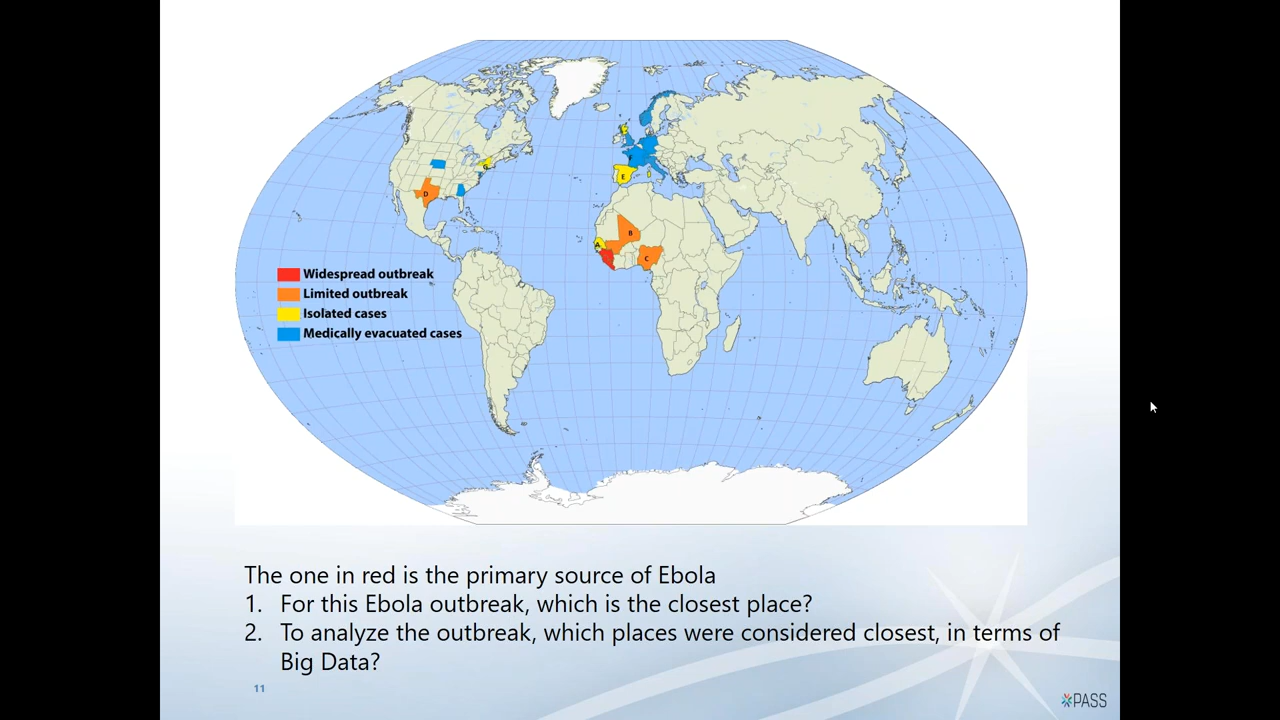 D
G
F
E
A
B
C
Widespread outbreak
Limited outbreak
Isolated cases
Medically evacuated cases
The one in red is the primary source of Ebola
1. For this Ebola outbreak, which is the closest place?
2. To analyze the outbreak, which places were considered closest, in terms of
Big Data?
11
PASS